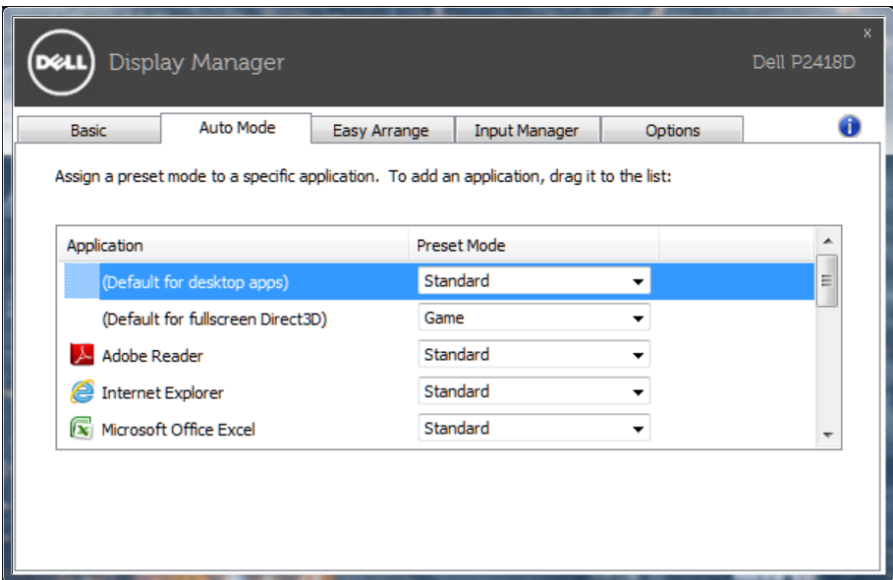 x
DELL Display Manager Dell P2418D
Basic Auto Mode Easy Arrange Input Manager Options i
Assign a preset mode to a specific application. To add an application, drag it to the list:
Application Preset Mode
(Default for desktop apps) Standard
(Default for fullscreen Direct3D) Game
Adobe Reader Standard
Internet Explorer Standard
Microsoft Office Excel Standard